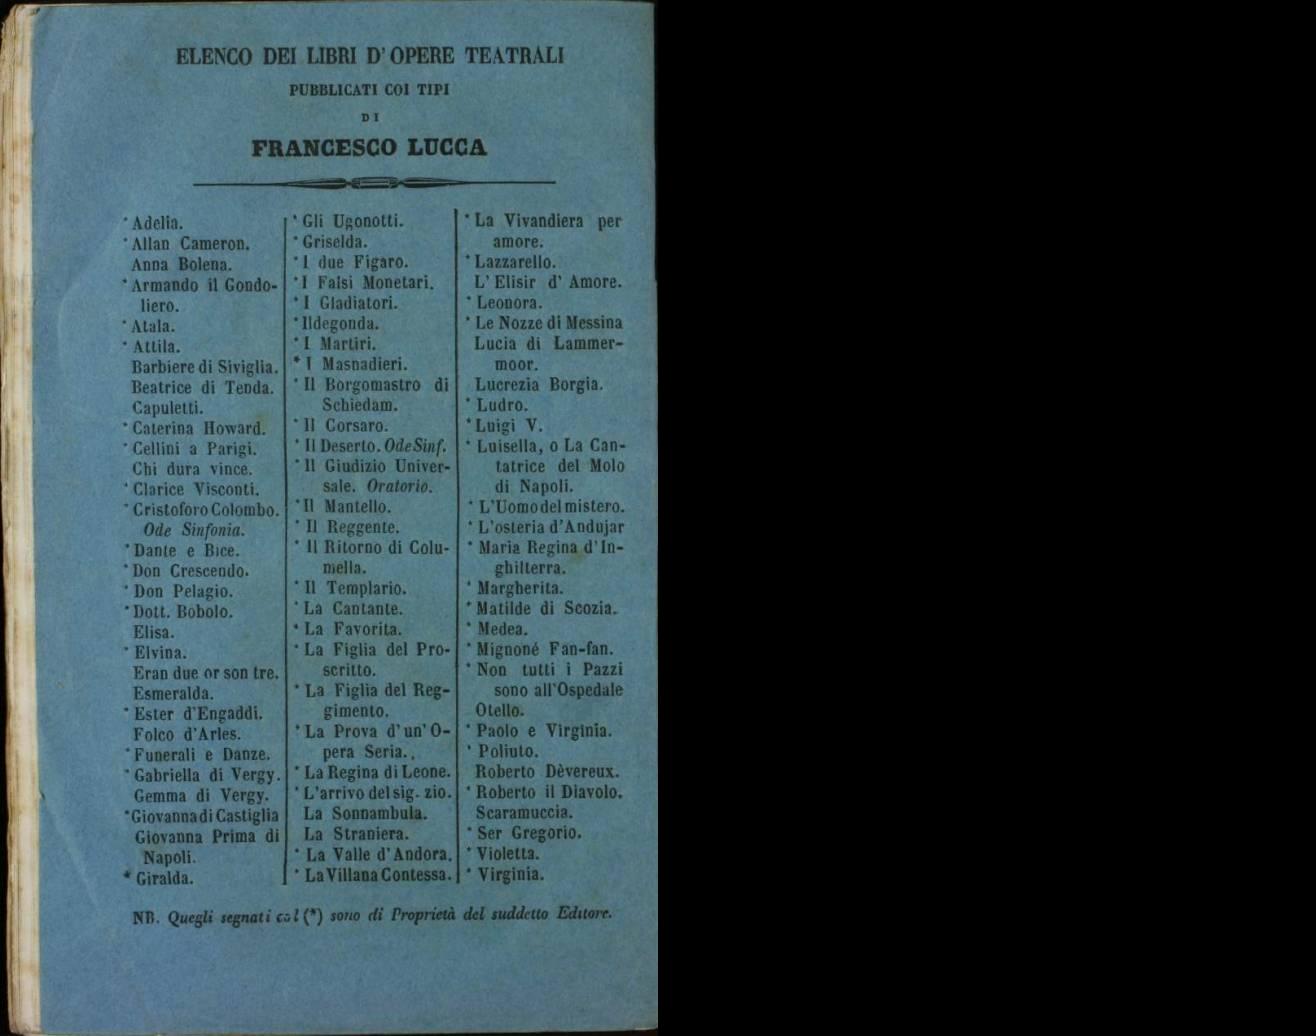 ELENCO DEI LIBRI D'OPERE TEATRALI
PUBBLICATI COI TIPI
DI
FRANCESCO LUCCA
* Adelia.
* Allan Cameron.
Anna Bolena.
* Armando il Gondo-
liero.
* Atala.
* Attila.
Barbiere di Siviglia.
Beatrice di Tenda.
Capuletti.
* Caterina Howard.
* Cellini a Parigi.
Chi dura vince.
* Clarice Visconti.
* Cristoforo Colombo.
Ode Sinfonia.
* Dante e Bice.
* Don Crescendo.
* Don Pelagio.
* Dott. Bobolo.
Elisa.
* Elvina.
Eran due or son tre.
Esmeralda.
* Ester d'Engaddi.
Folco d'Arles.
* Funerali e Danze.
* Gabriella di Vergy.
Gemma di Vergy.
* Giovanna di Castiglia
Giovanna Prima di
Napoli.
* Giralda.
* Gli Ugonotti.
* Griselda.
* I due Figaro.
* I Falsi Monetari.
* I Gladiatori.
* Ildegonda.
* I Martiri.
* I Masnadieri.
* Il Borgomastro di
Schiedam.
* Il Corsaro.
* Il Deserto. Ode Sinf.
* Il Giudizio Univer-
sale. Oratorio.
* Il Mantello.
* Il Reggente.
* Il Ritorno di Colu-
mella.
* Il Templario.
* La Cantante.
* La Favorita.
* La Figlia del Pro-
scritto.
* La Figlia del Reg-
gimento.
* La Prova d'un' O-
pera Seria..
* La Regina di Leone.
* L'arrivo del sig. zio.
La Sonnambula.
La Straniera.
* La Valle d'Andora.
* La Villana Contessa.
* La Vivandiera per
amore.
* Lazzarello.
L'Elisir d'Amore.
* Leonora.
* Le Nozze di Messina
Lucia di Lammer-
moor.
Lucrezia Borgia.
* Ludro.
* Luigi V.
* Luisella, o La Can-
tatrice del Molo
di Napoli.
* L'Uomo del mistero.
* L'osteria d'Andujar
* Maria Regina d'In-
ghilterra.
* Margherita.
* Matilde di Scozia.
* Medea.
* Mignoné Fan-fan.
* Non tutti i Pazzi
sono all'Ospedale
Otello.
* Paolo e Virginia.
* Poliuto.
Roberto Dèvereux.
* Roberto il Diavolo.
Scaramuccia.
* Ser Gregorio.
* Violetta.
* Virginia.
NB. Quegli segnati col (*) sono di Proprietà del suddetto Editore.